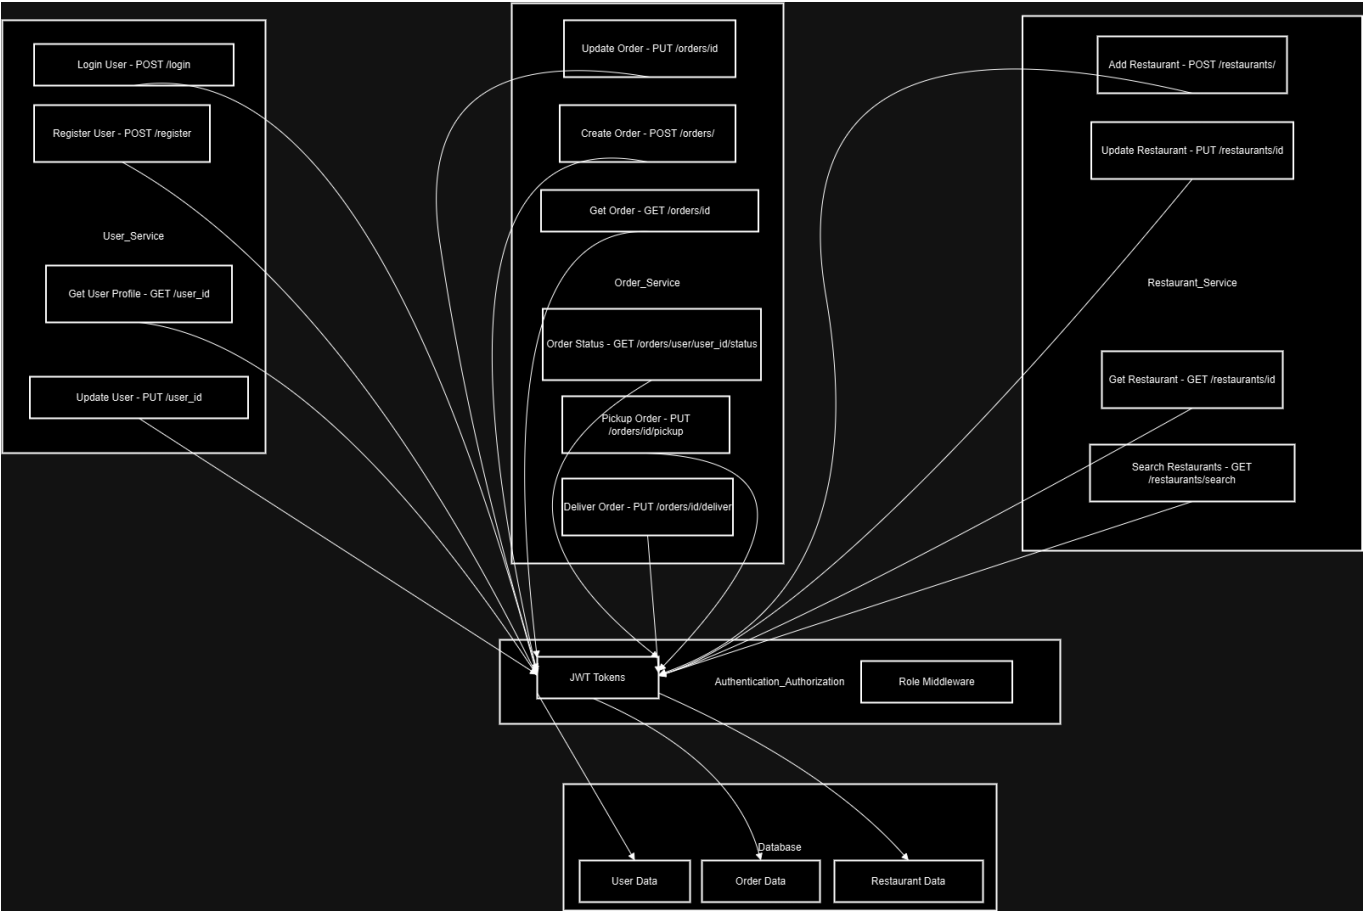 Login User - POST /login
Register User - POST /register
User_Service
Get User Profile - GET /user_id
Update User - PUT /user_id
Update Order - PUT /orders/id
Create Order - POST /orders/
Get Order - GET /orders/id
Order_Service
Order Status - GET /orders/user/user_id/status
Pickup Order - PUT
/orders/id/pickup
Deliver Order - PUT /orders/id/deliver
Add Restaurant - POST /restaurants/
Update Restaurant - PUT /restaurants/id
Restaurant_Service
Get Restaurant - GET /restaurants/id
Search Restaurants - GET
/restaurants/search
JWT Tokens
Authentication_Authorization
Role Middleware
Database
User Data
Order Data
Restaurant Data